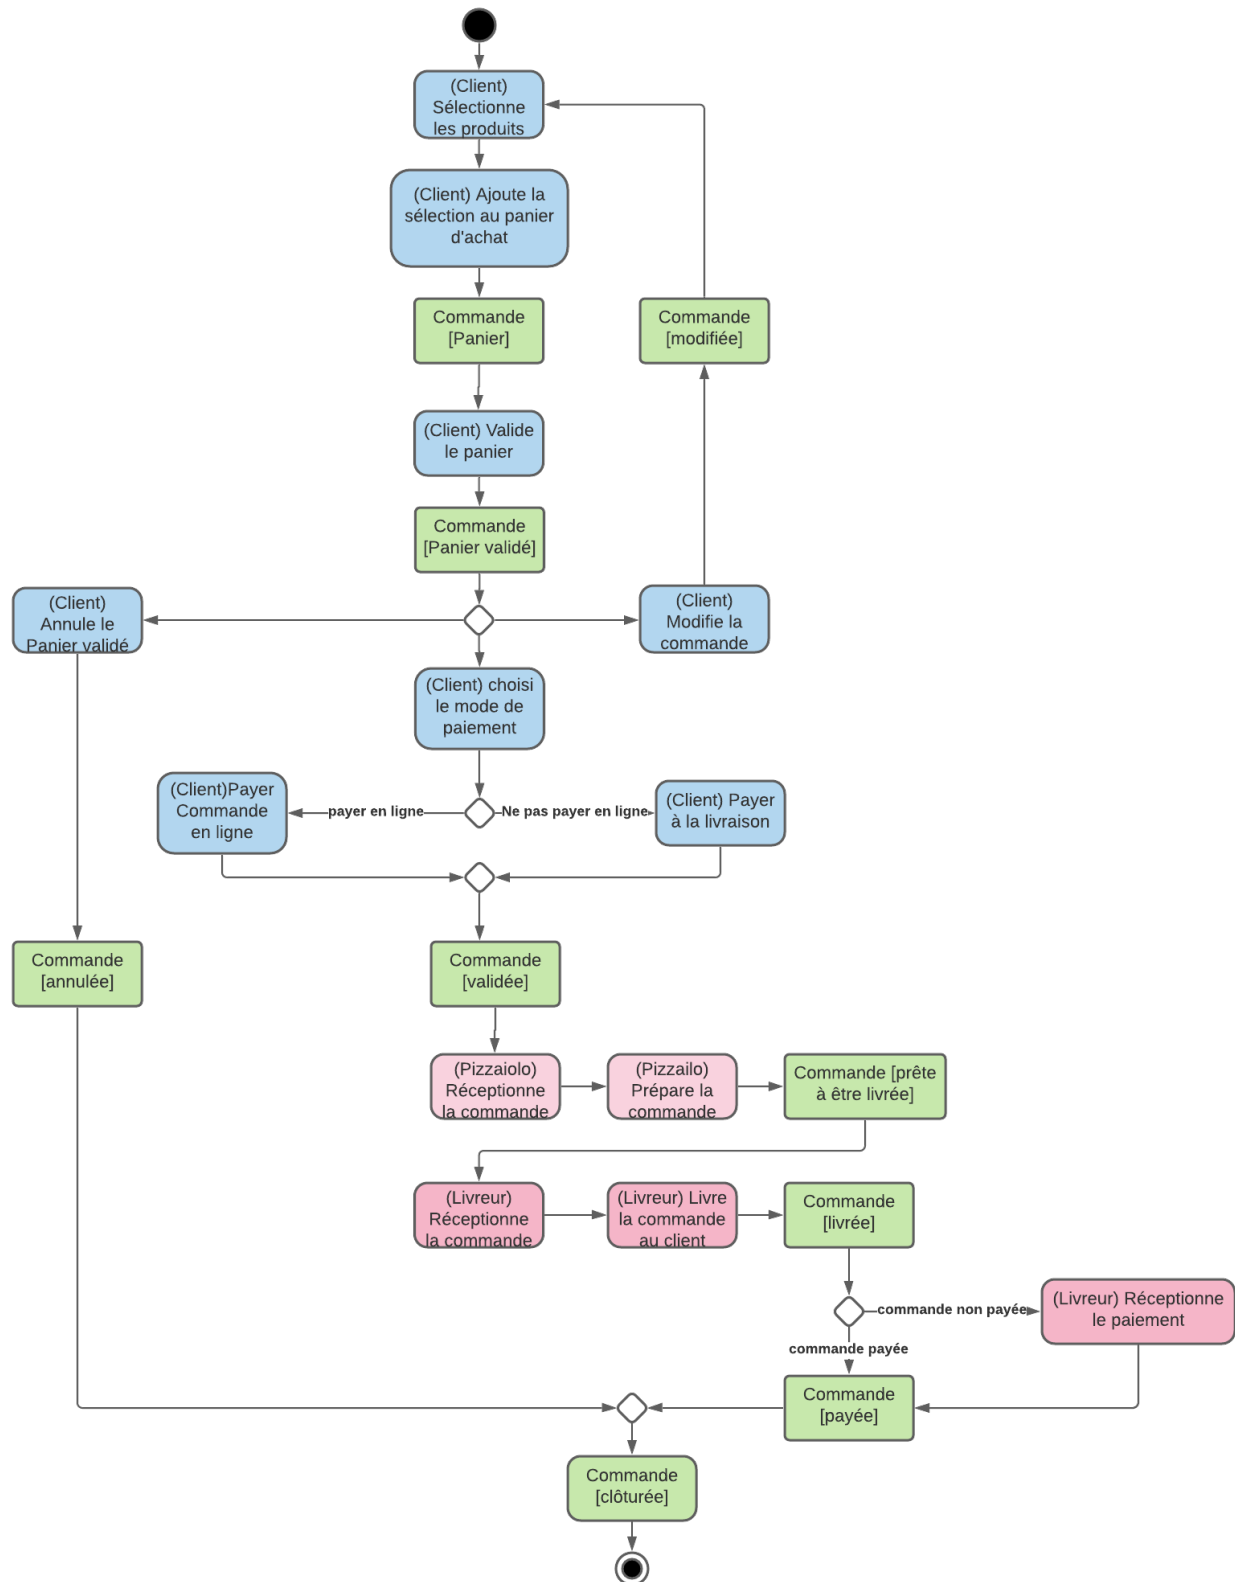 (Client)
Sélectionne
les produits
(Client) Ajoute la
sélection au panier
d'achat
Commande
[Panier]
Commande
[modifiée]
(Client) Valide
le panier
Commande
[Panier validé]
(Client)
Annule le
Panier validé
(Client)
Modifie la
commande
(Client) choisi
le mode de
paiement
(Client)Payer
Commande
en ligne
payer en ligne
Ne pas payer en ligne
(Client) Payer
à la livraison
Commande
[annulée]
Commande
[validée]
(Pizzaiolo)
Réceptionne
la commande
(Pizzailo)
Prépare la
commande
Commande [prête
à être livrée]
(Livreur)
Réceptionne
la commande
(Livreur) Livre
la commande
au client
Commande
[livrée]
commande non payée
(Livreur) Réceptionne
le paiement
commande payée
Commande
[payée]
Commande
[clôturée]